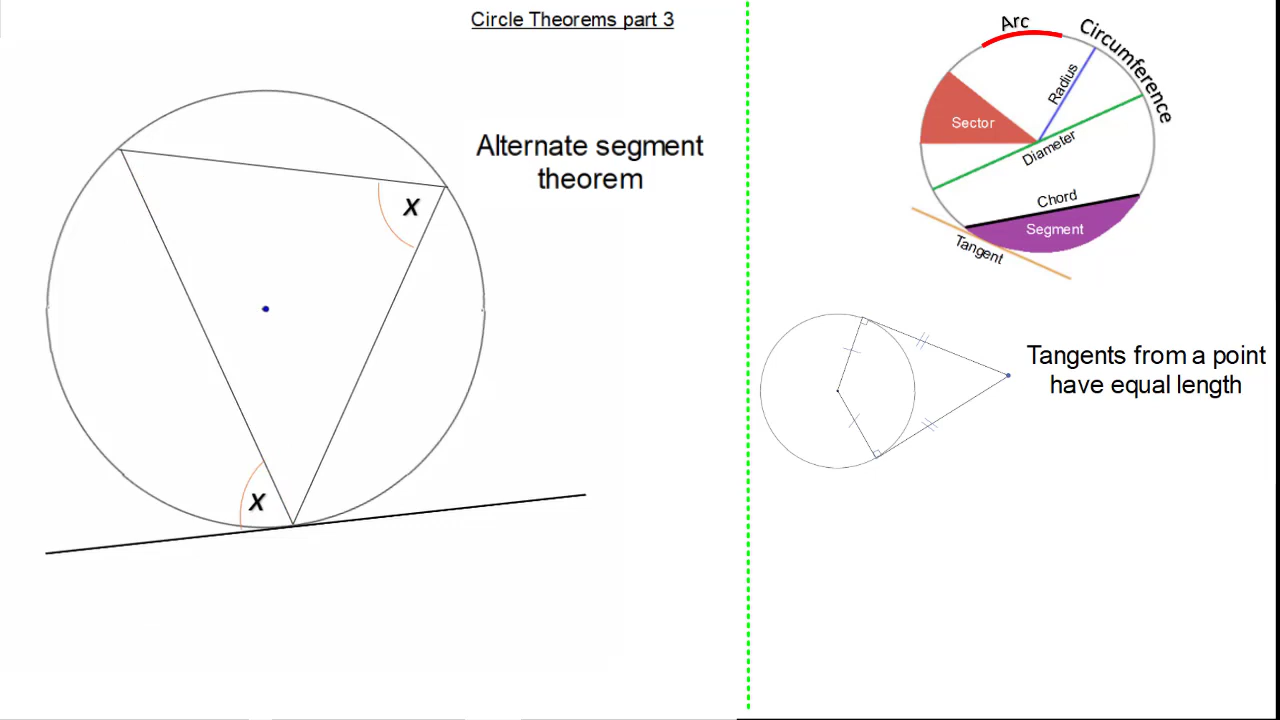 Circle Theorems part 3
Alternate segment
theorem
x
x
Arc
Circumference
Radius
Sector
Diameter
Chord
Segment
Tangent
Tangents from a point
have equal length